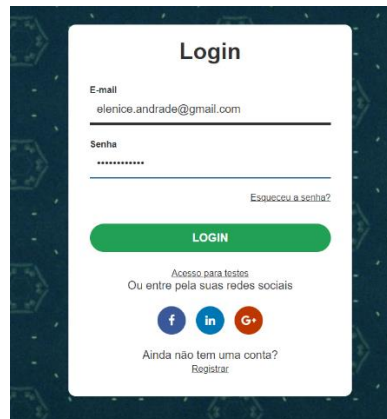 Login
E-mail
elenice.andrade@gmail.com
Senha
••••••••••••
Esqueceu a senha?
LOGIN
Acesso para testes
Ou entre pela suas redes sociais
f in G+
Ainda não tem uma conta?
Registrar